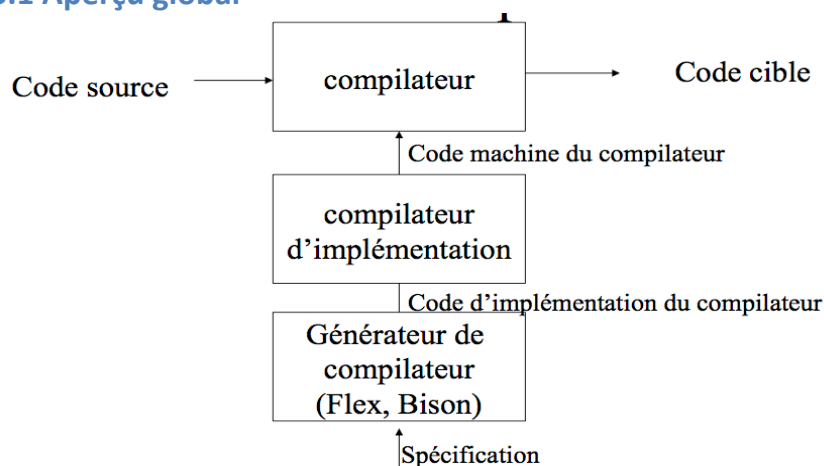 Aperçu global
Code source
compilateur
Code cible
Code machine du compilateur
compilateur
d’implémentation
Code d’implémentation du compilateur
Générateur de
compilateur
(Flex, Bison)
Spécification